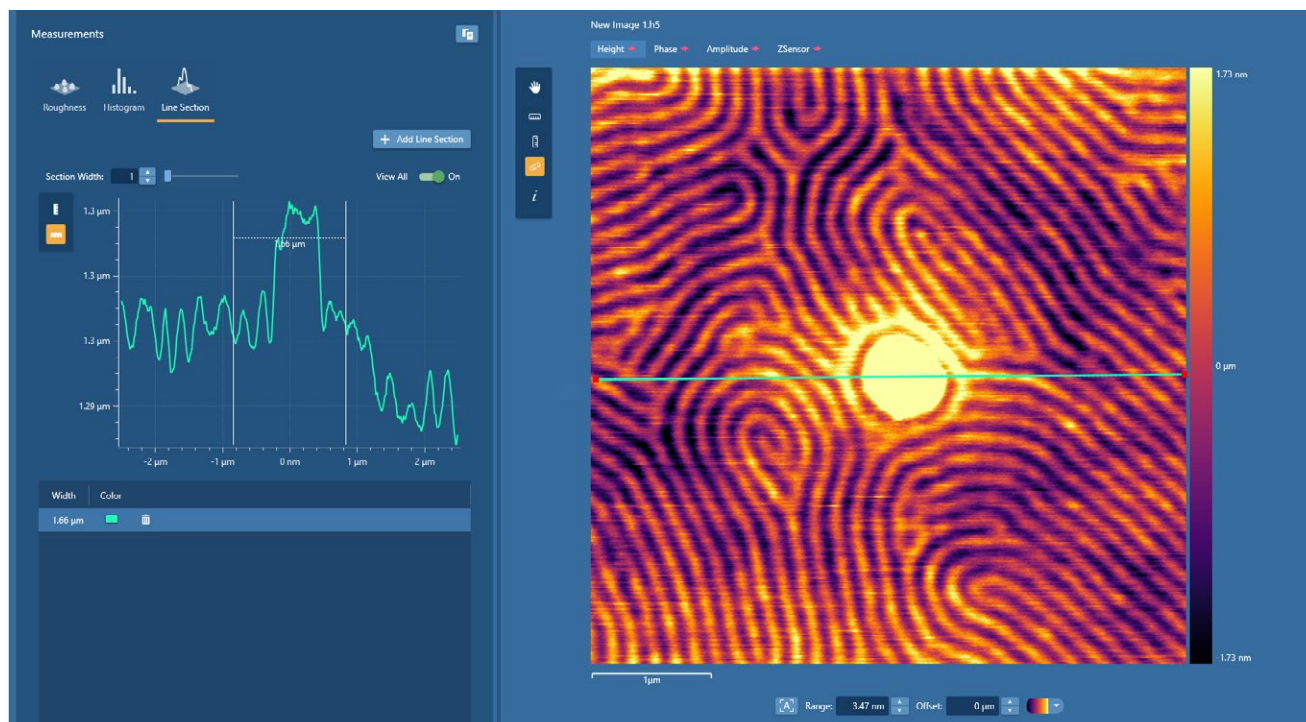 Measurements
Roughness
Histogram
Line Section
+ Add Line Section
Section Width: 1
View All On
1.3 µm
1.3 µm
1.3 µm
1.29 µm
1.66 µm
-2 µm
-1 µm
0 nm
1 µm
2 µm
Width Color
1.66 µm
New Image 1.h5
Height
Phase
Amplitude
ZSensor
i
1.73 nm
0 µm
-1.73 nm
1µm
[A] Range: 3.47 nm Offset: 0 µm